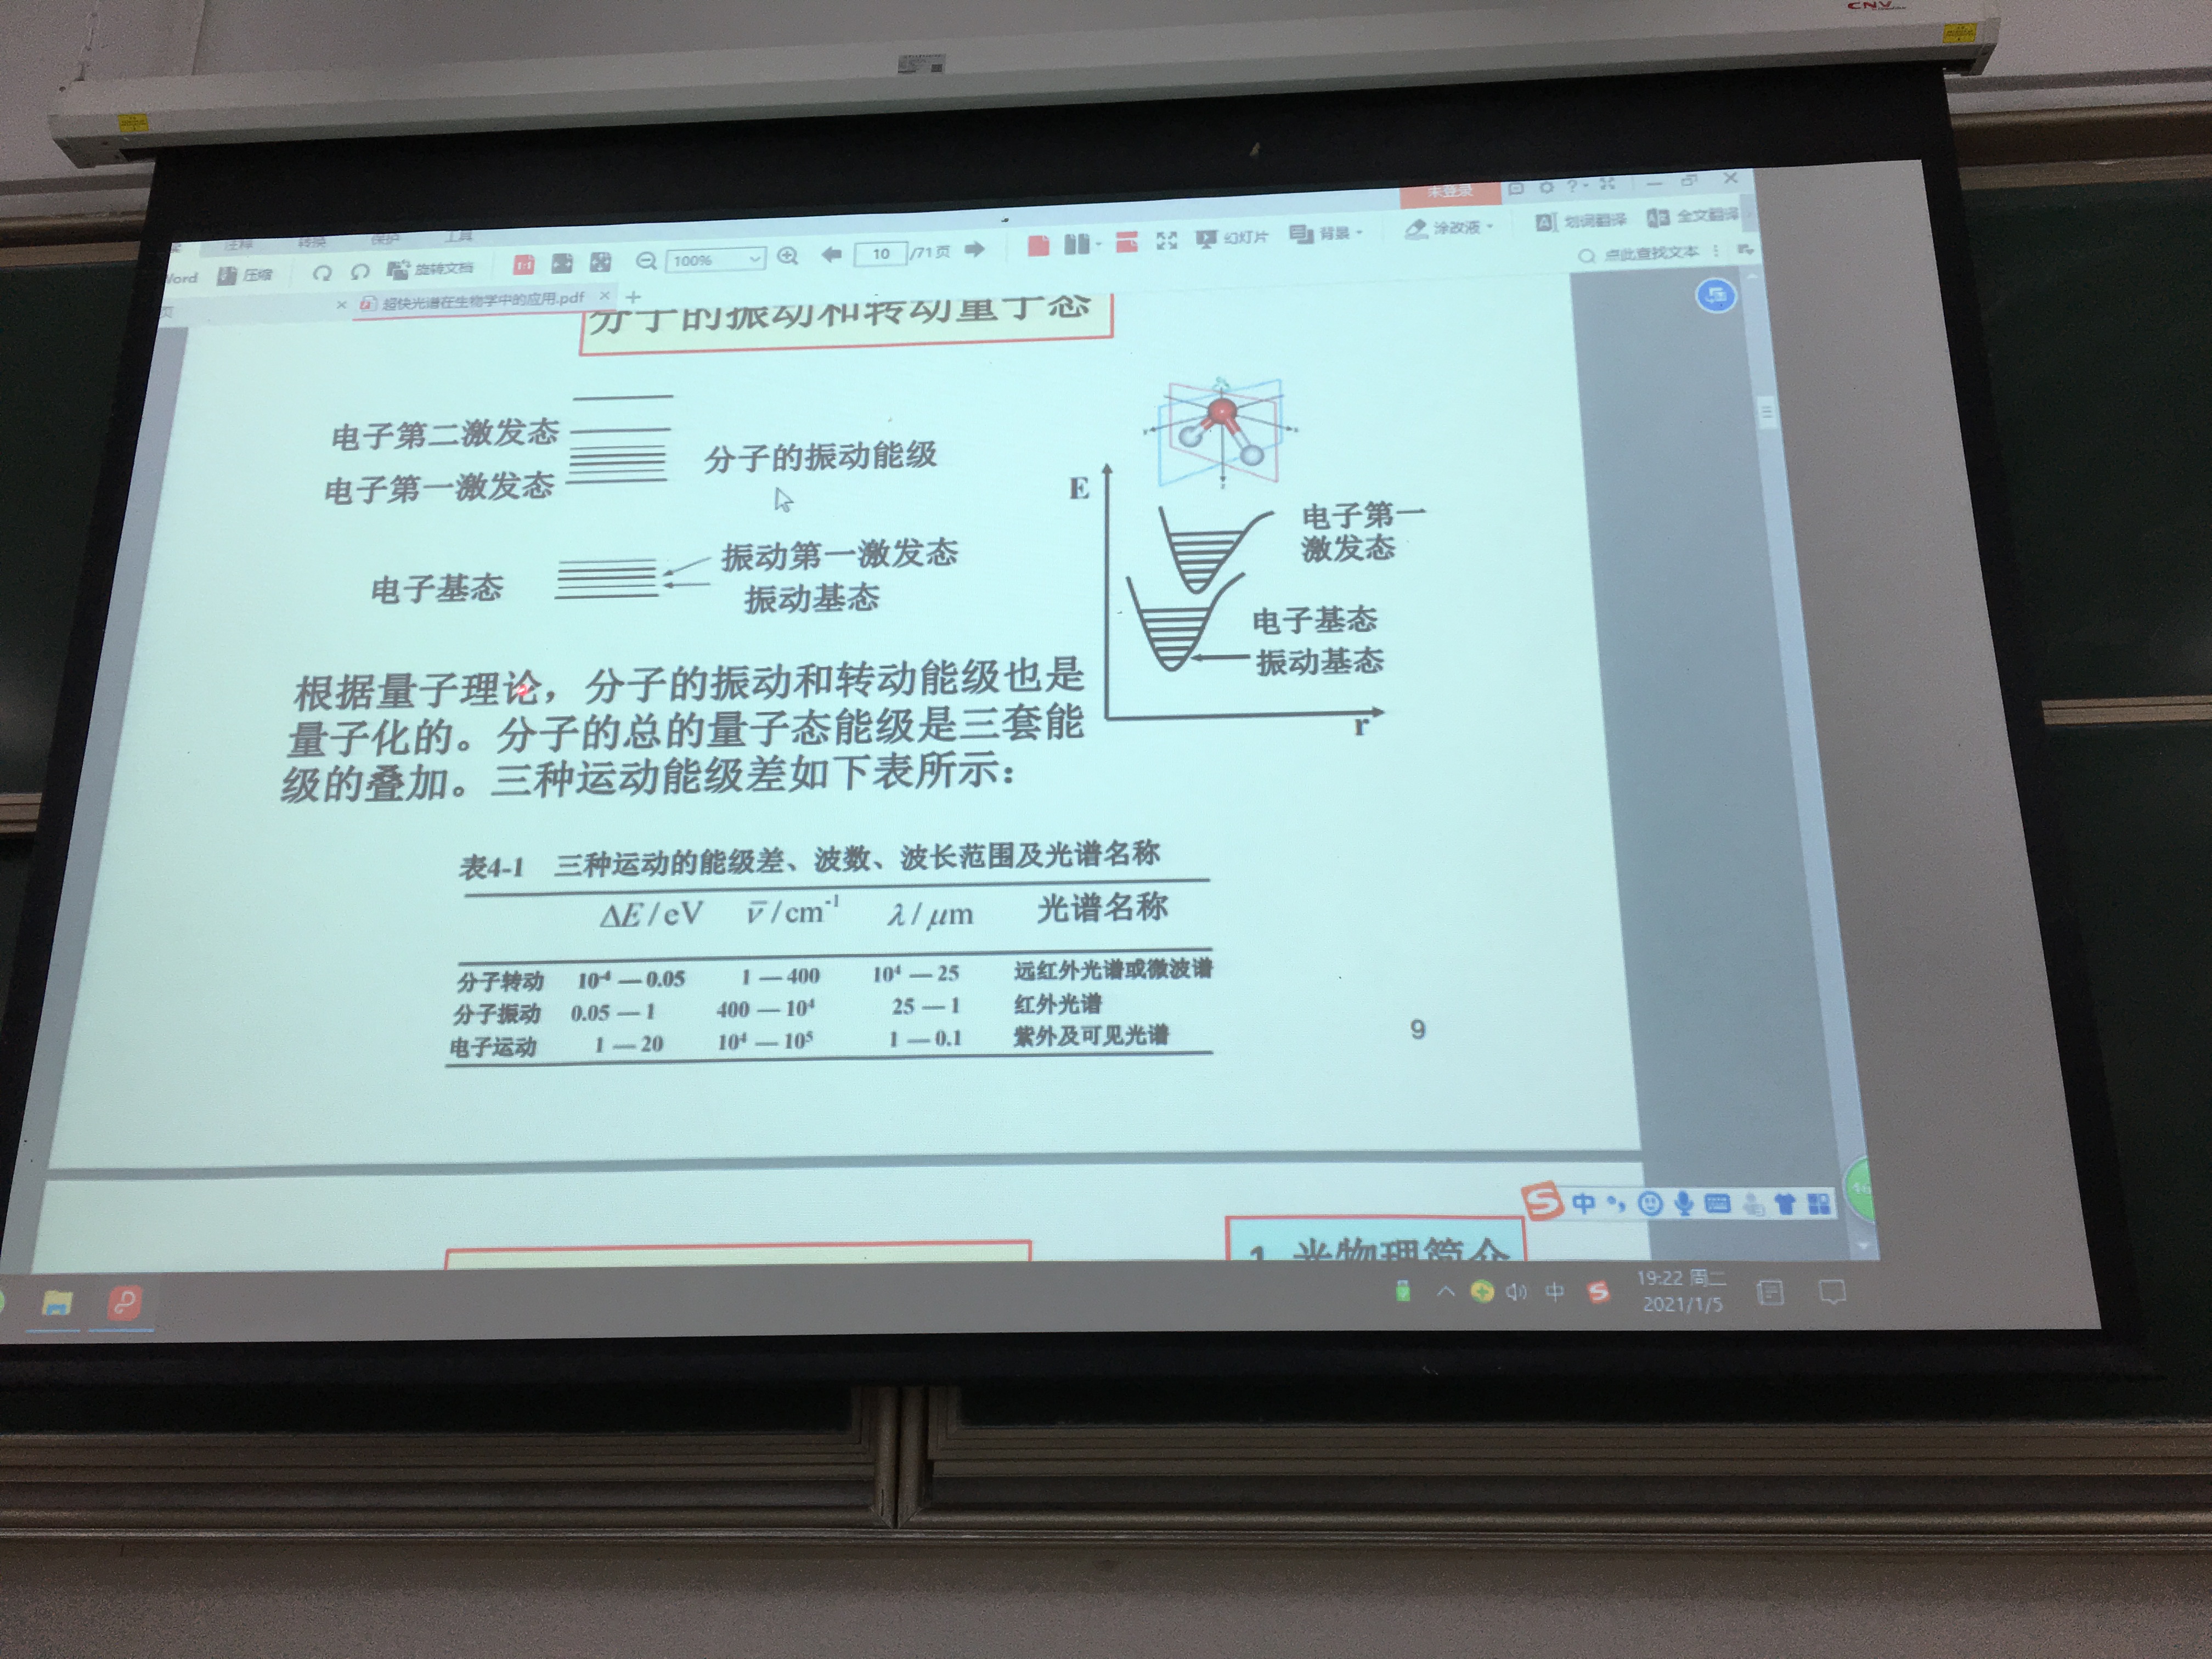 CNV
未登录
注释 转换 保护 工具
Word 压缩 旋转文档 1:1 100% 10 /71页 幻灯片 背景 涂改液 划词翻译 全文翻译
点此查找文本
页 超快光谱在生物学中的应用.pdf
分子的振动和转动量子态
电子第二激发态
分子的振动能级
电子第一激发态
振动第一激发态
电子基态
振动基态
E
电子第一
激发态
电子基态
振动基态
r
根据量子理论，分子的振动和转动能级也是
量子化的。分子的总的量子态能级是三套能
级的叠加。三种运动能级差如下表所示：
表4-1 三种运动的能级差、波数、波长范围及光谱名称
ΔE/eV ν̅/cm⁻¹ λ/μm 光谱名称
分子转动 10⁻⁴—0.05 1—400 10⁴—25 远红外光谱或微波谱
分子振动 0.05—1 400—10⁴ 25—1 红外光谱
电子运动 1—20 10⁴—10⁵ 1—0.1 紫外及可见光谱
9
S 中
1 光物理简介
中 S 19:22 周二
2021/1/5